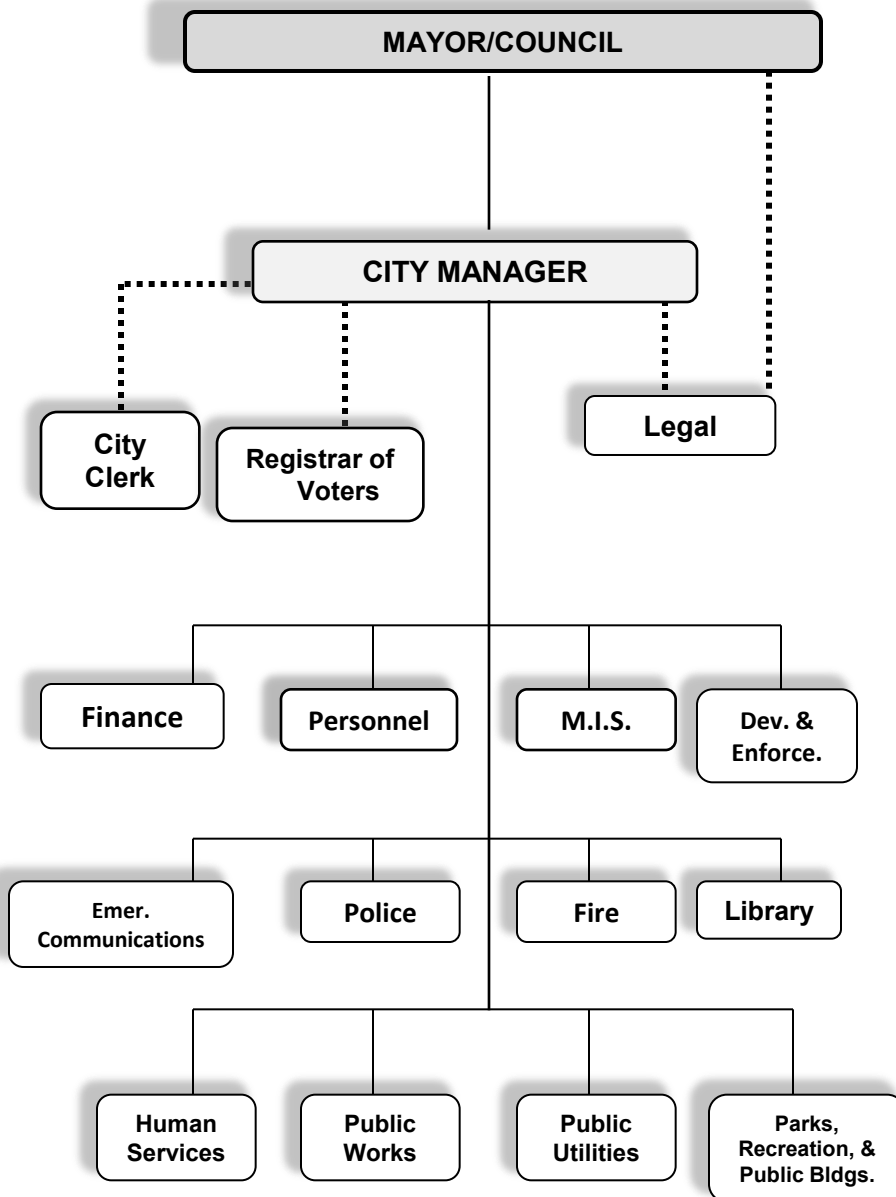 MAYOR/COUNCIL
CITY MANAGER
City
Clerk
Registrar of
Voters
Legal
Finance
Personnel
M.I.S.
Dev. &
Enforce.
Emer.
Communications
Police
Fire
Library
Human
Services
Public
Works
Public
Utilities
Parks,
Recreation, &
Public Bldgs.